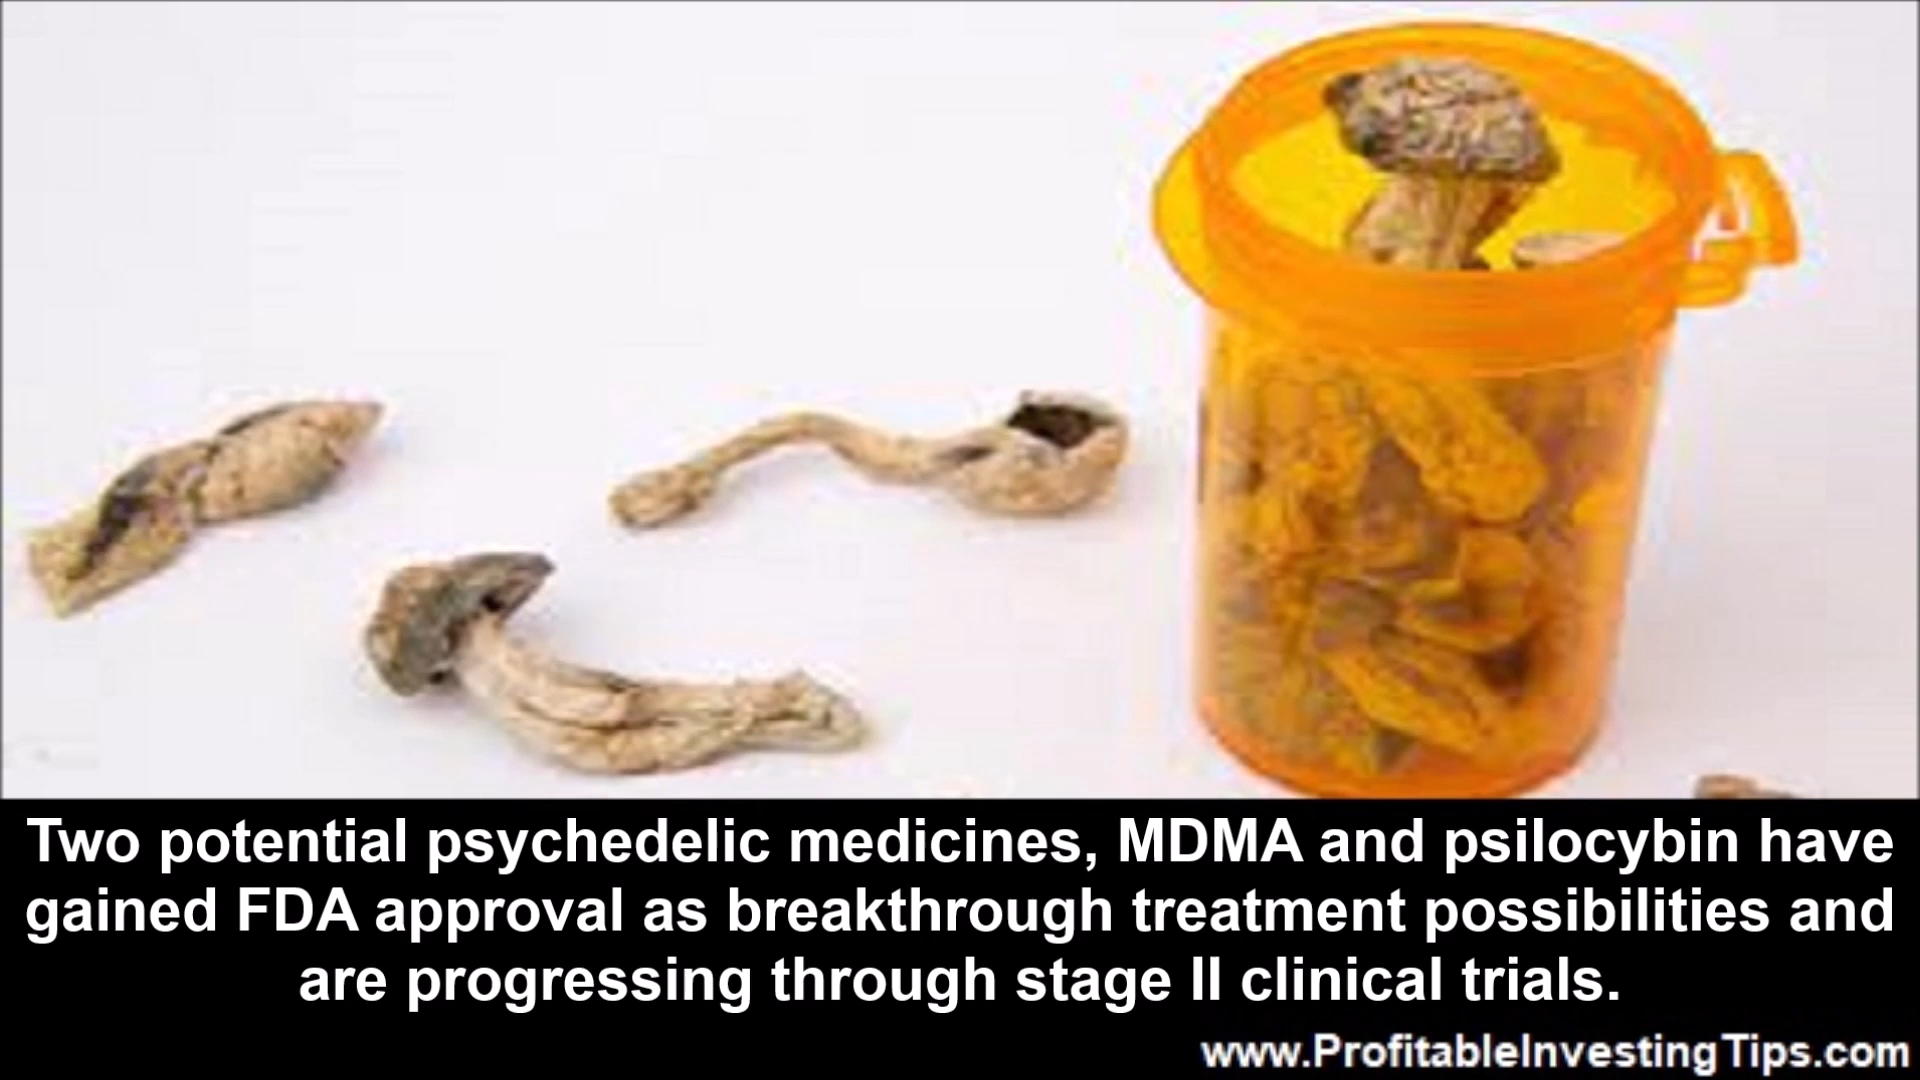 Two potential psychedelic medicines, MDMA and psilocybin have
gained FDA approval as breakthrough treatment possibilities and
are progressing through stage II clinical trials.
www.ProfitableInvestingTips.com